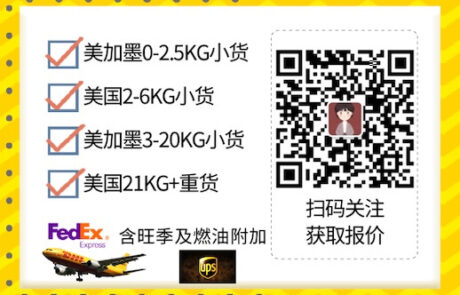 美加墨0-2.5KG小货
美国2-6KG小货
美加墨3-20KG小货
美国21KG+重货
扫码关注
获取报价
FedEx
Express
含旺季及燃油附加
ups